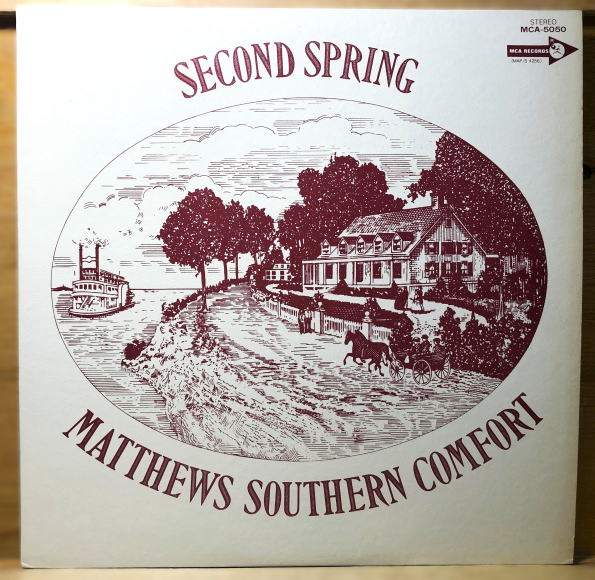 SECOND SPRING
STEREO
MCA-5050
MCA RECORDS
(MAP/S 4256)
MATTHEWS SOUTHERN COMFORT